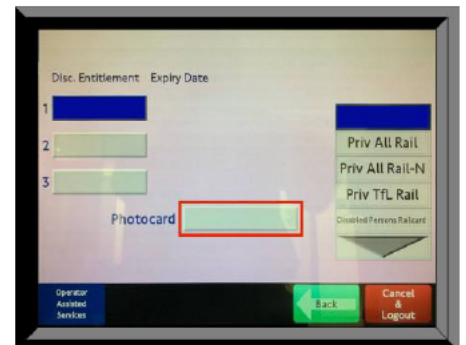 Disc. Entitlement Expiry Date
1
2
3
Photocard
Priv All Rail
Priv All Rail-N
Priv TfL Rail
Disabled Persons Railcard
Operator
Assisted
Services
Back
Cancel
&
Logout